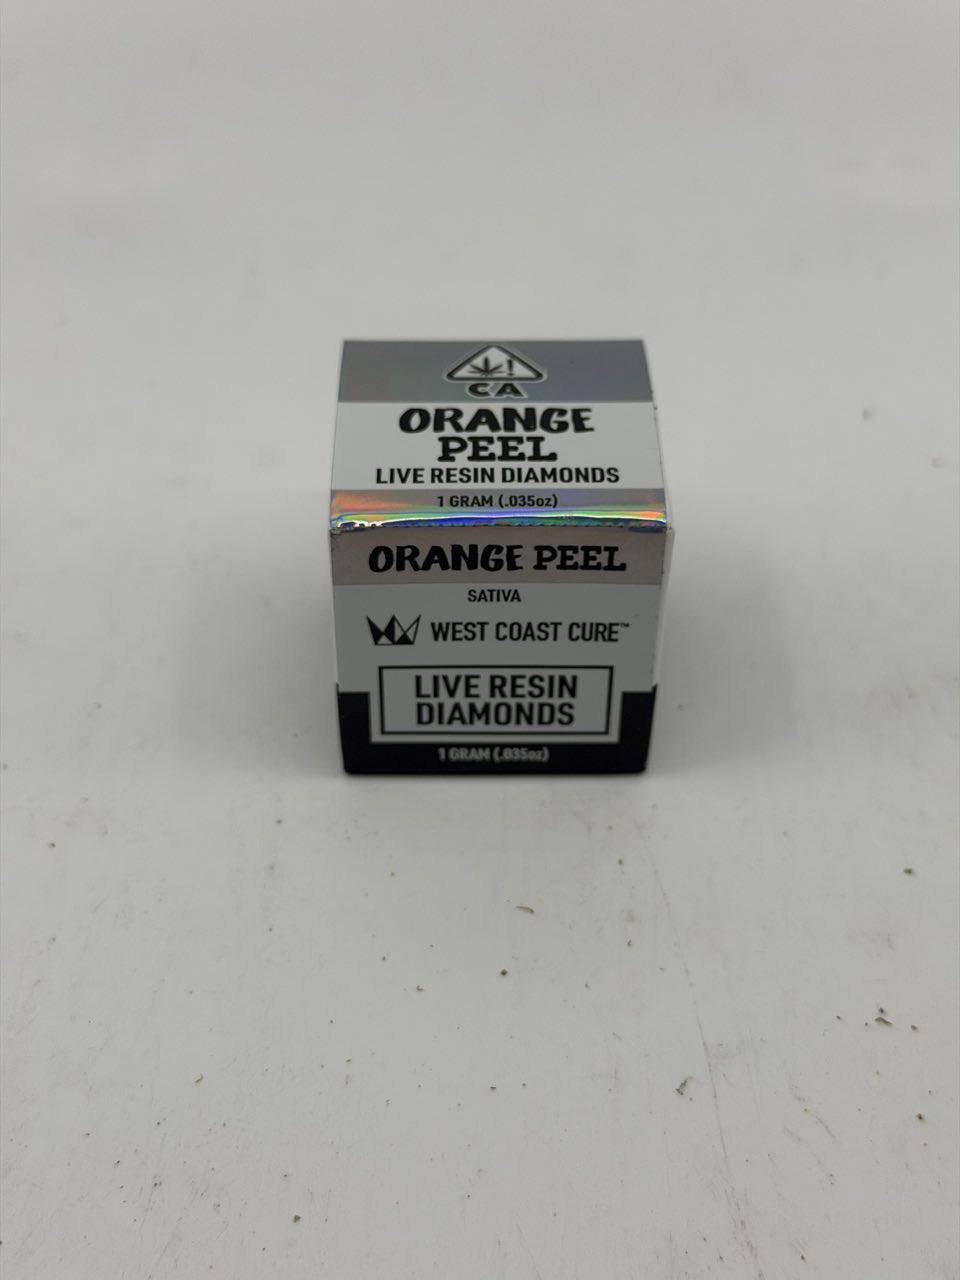 CA
ORANGE
PEEL
LIVE RESIN DIAMONDS
1 GRAM (.035oz)
ORANGE PEEL
SATIVA
WEST COAST CURE™
LIVE RESIN
DIAMONDS
1 GRAM (.035oz)